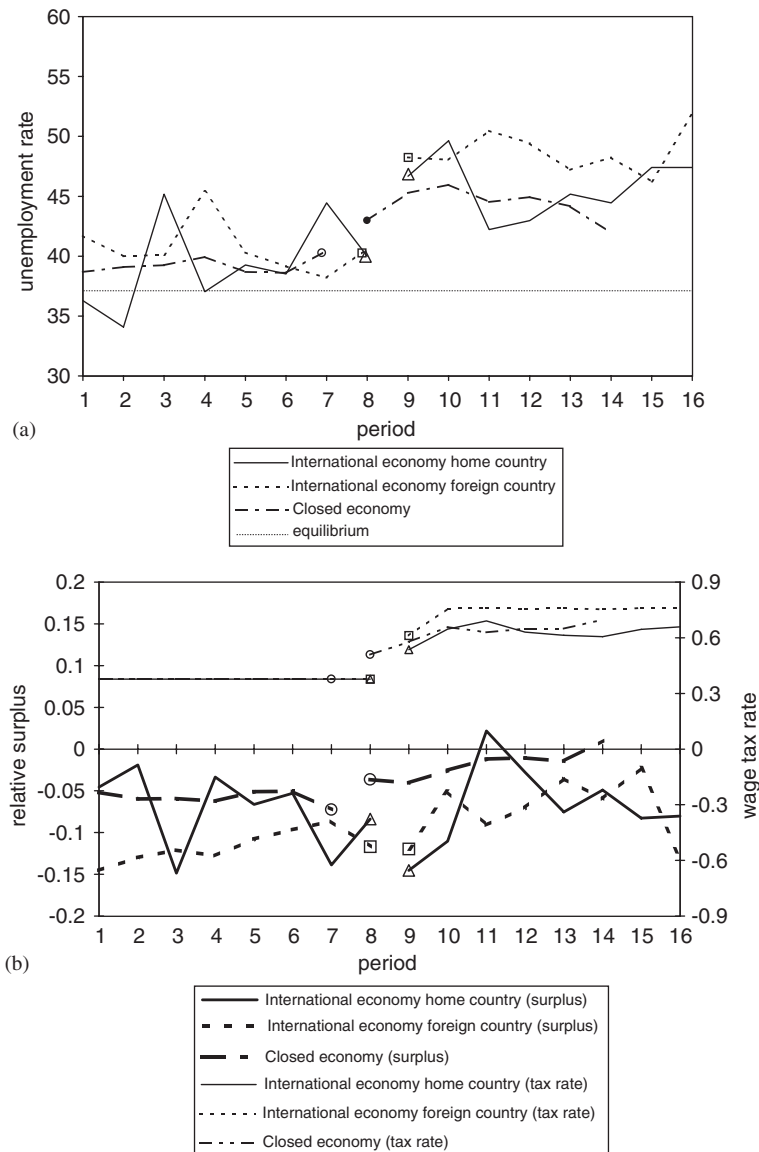 60
55
50
45
40
35
30
unemployment rate
1 2 3 4 5 6 7 8 9 10 11 12 13 14 15 16
period
(a)
International economy home country
International economy foreign country
Closed economy
equilibrium
0.2
0.15
0.1
0.05
0
-0.05
-0.1
-0.15
-0.2
relative surplus
0.9
0.6
0.3
0
-0.3
-0.6
-0.9
wage tax rate
1 2 3 4 5 6 7 8 9 10 11 12 13 14 15 16
period
(b)
International economy home country (surplus)
International economy foreign country (surplus)
Closed economy (surplus)
International economy home country (tax rate)
International economy foreign country (tax rate)
Closed economy (tax rate)